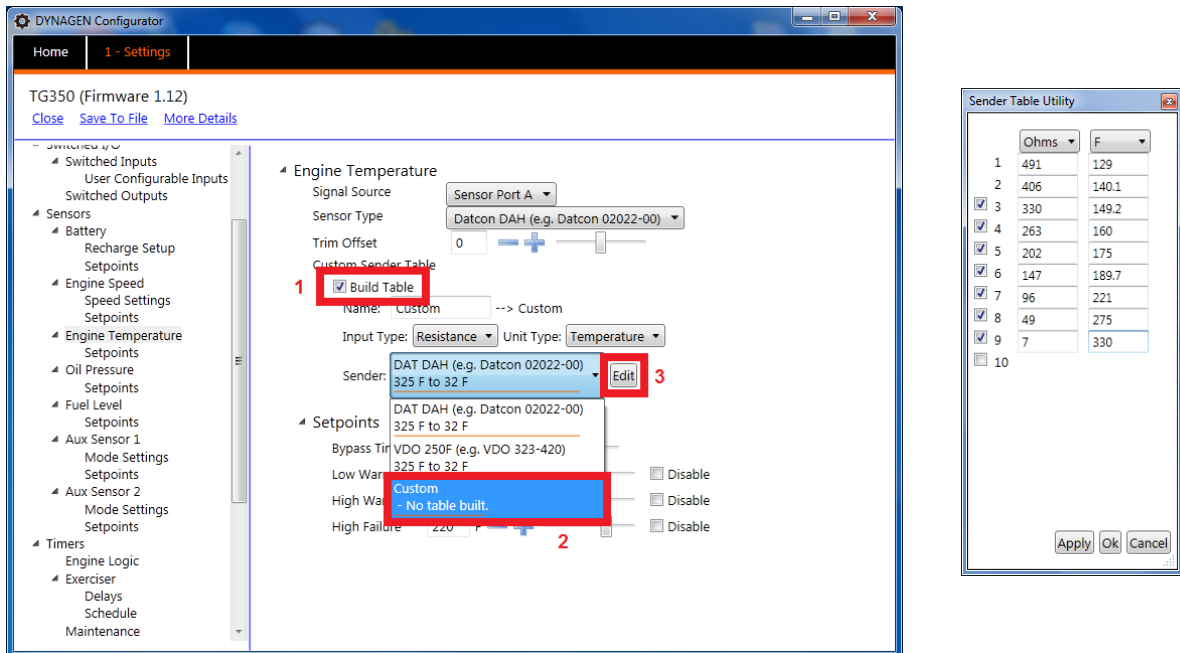 DYNAGEN Configurator
Home
1 - Settings
TG350 (Firmware 1.12)
Close Save To File More Details
Switched I/O
Switched Inputs
User Configurable Inputs
Switched Outputs
Sensors
Battery
Recharge Setup
Setpoints
Engine Speed
Speed Settings
Setpoints
Engine Temperature
Setpoints
Oil Pressure
Setpoints
Fuel Level
Setpoints
Aux Sensor 1
Mode Settings
Setpoints
Aux Sensor 2
Mode Settings
Setpoints
Timers
Engine Logic
Exerciser
Delays
Schedule
Maintenance
Engine Temperature
Signal Source Sensor Port A
Sensor Type Datcon DAH (e.g. Datcon 02022-00)
Trim Offset 0
Custom Sender Table
1 Build Table
Name: Custom --> Custom
Input Type: Resistance Unit Type: Temperature
Sender: DAT DAH (e.g. Datcon 02022-00)
325 F to 32 F
Edit 3
DAT DAH (e.g. Datcon 02022-00)
325 F to 32 F
VDO 250F (e.g. VDO 323-420)
325 F to 32 F
Custom
- No table built.
2
Setpoints
Bypass Ti
Low War Disable
High Wa Disable
High Failure 220 F Disable
Sender Table Utility
Ohms F
1 491 129
2 406 140.1
3 330 149.2
4 263 160
5 202 175
6 147 189.7
7 96 221
8 49 275
9 7 330
10
Apply Ok Cancel